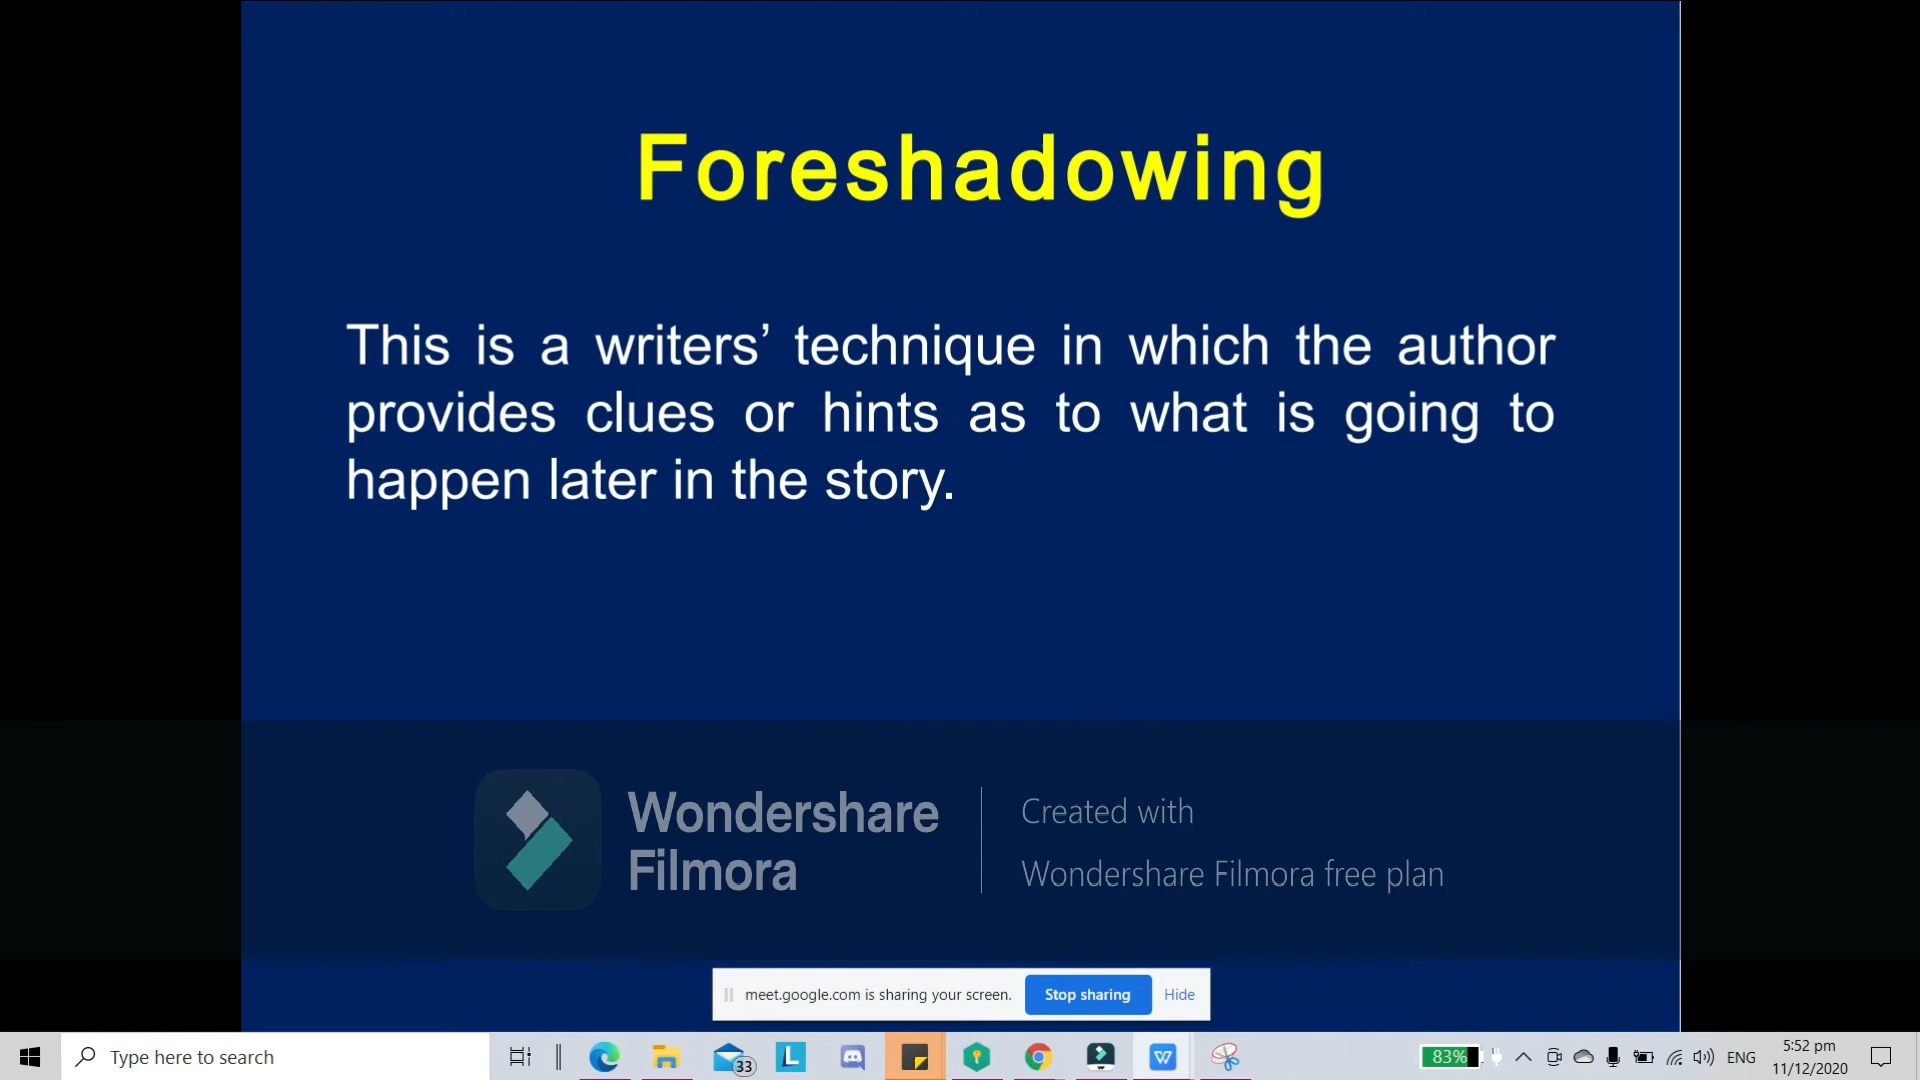 Foreshadowing
This is a writers’ technique in which the author
provides clues or hints as to what is going to
happen later in the story.
Wondershare
Filmora
Created with
Wondershare Filmora free plan
meet.google.com is sharing your screen. Stop sharing Hide
Type here to search
33
L
W
83%
ENG
5:52 pm
11/12/2020